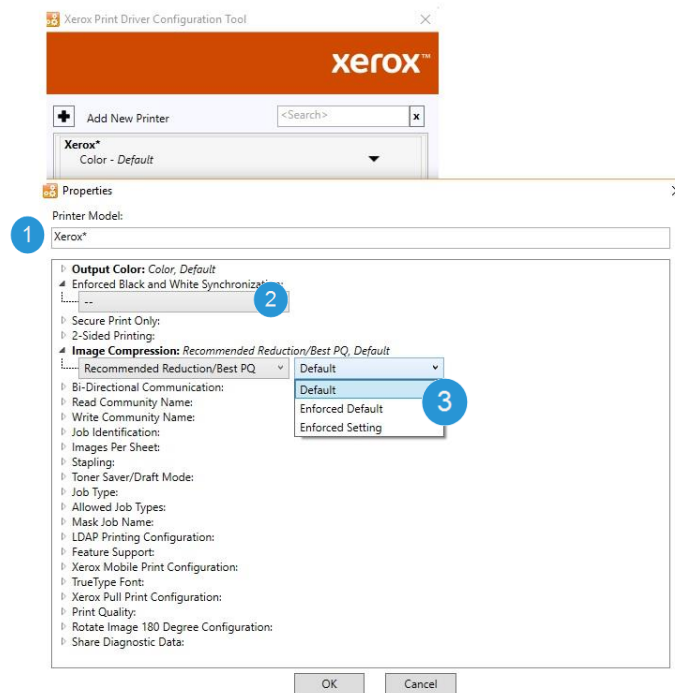 Xerox Print Driver Configuration Tool
xerox™
Add New Printer <Search> x
Xerox*
Color - Default
Properties
Printer Model:
1
Xerox*
Output Color: Color, Default
Enforced Black and White Synchronization:
-- 2
Secure Print Only:
2-Sided Printing:
Image Compression: Recommended Reduction/Best PQ, Default
Recommended Reduction/Best PQ Default
Bi-Directional Communication: Default
Read Community Name: Enforced Default 3
Write Community Name:
Job Identification: Enforced Setting
Images Per Sheet:
Stapling:
Toner Saver/Draft Mode:
Job Type:
Allowed Job Types:
Mask Job Name:
LDAP Printing Configuration:
Feature Support:
Xerox Mobile Print Configuration:
TrueType Font:
Xerox Pull Print Configuration:
Print Quality:
Rotate Image 180 Degree Configuration:
Share Diagnostic Data:
OK Cancel